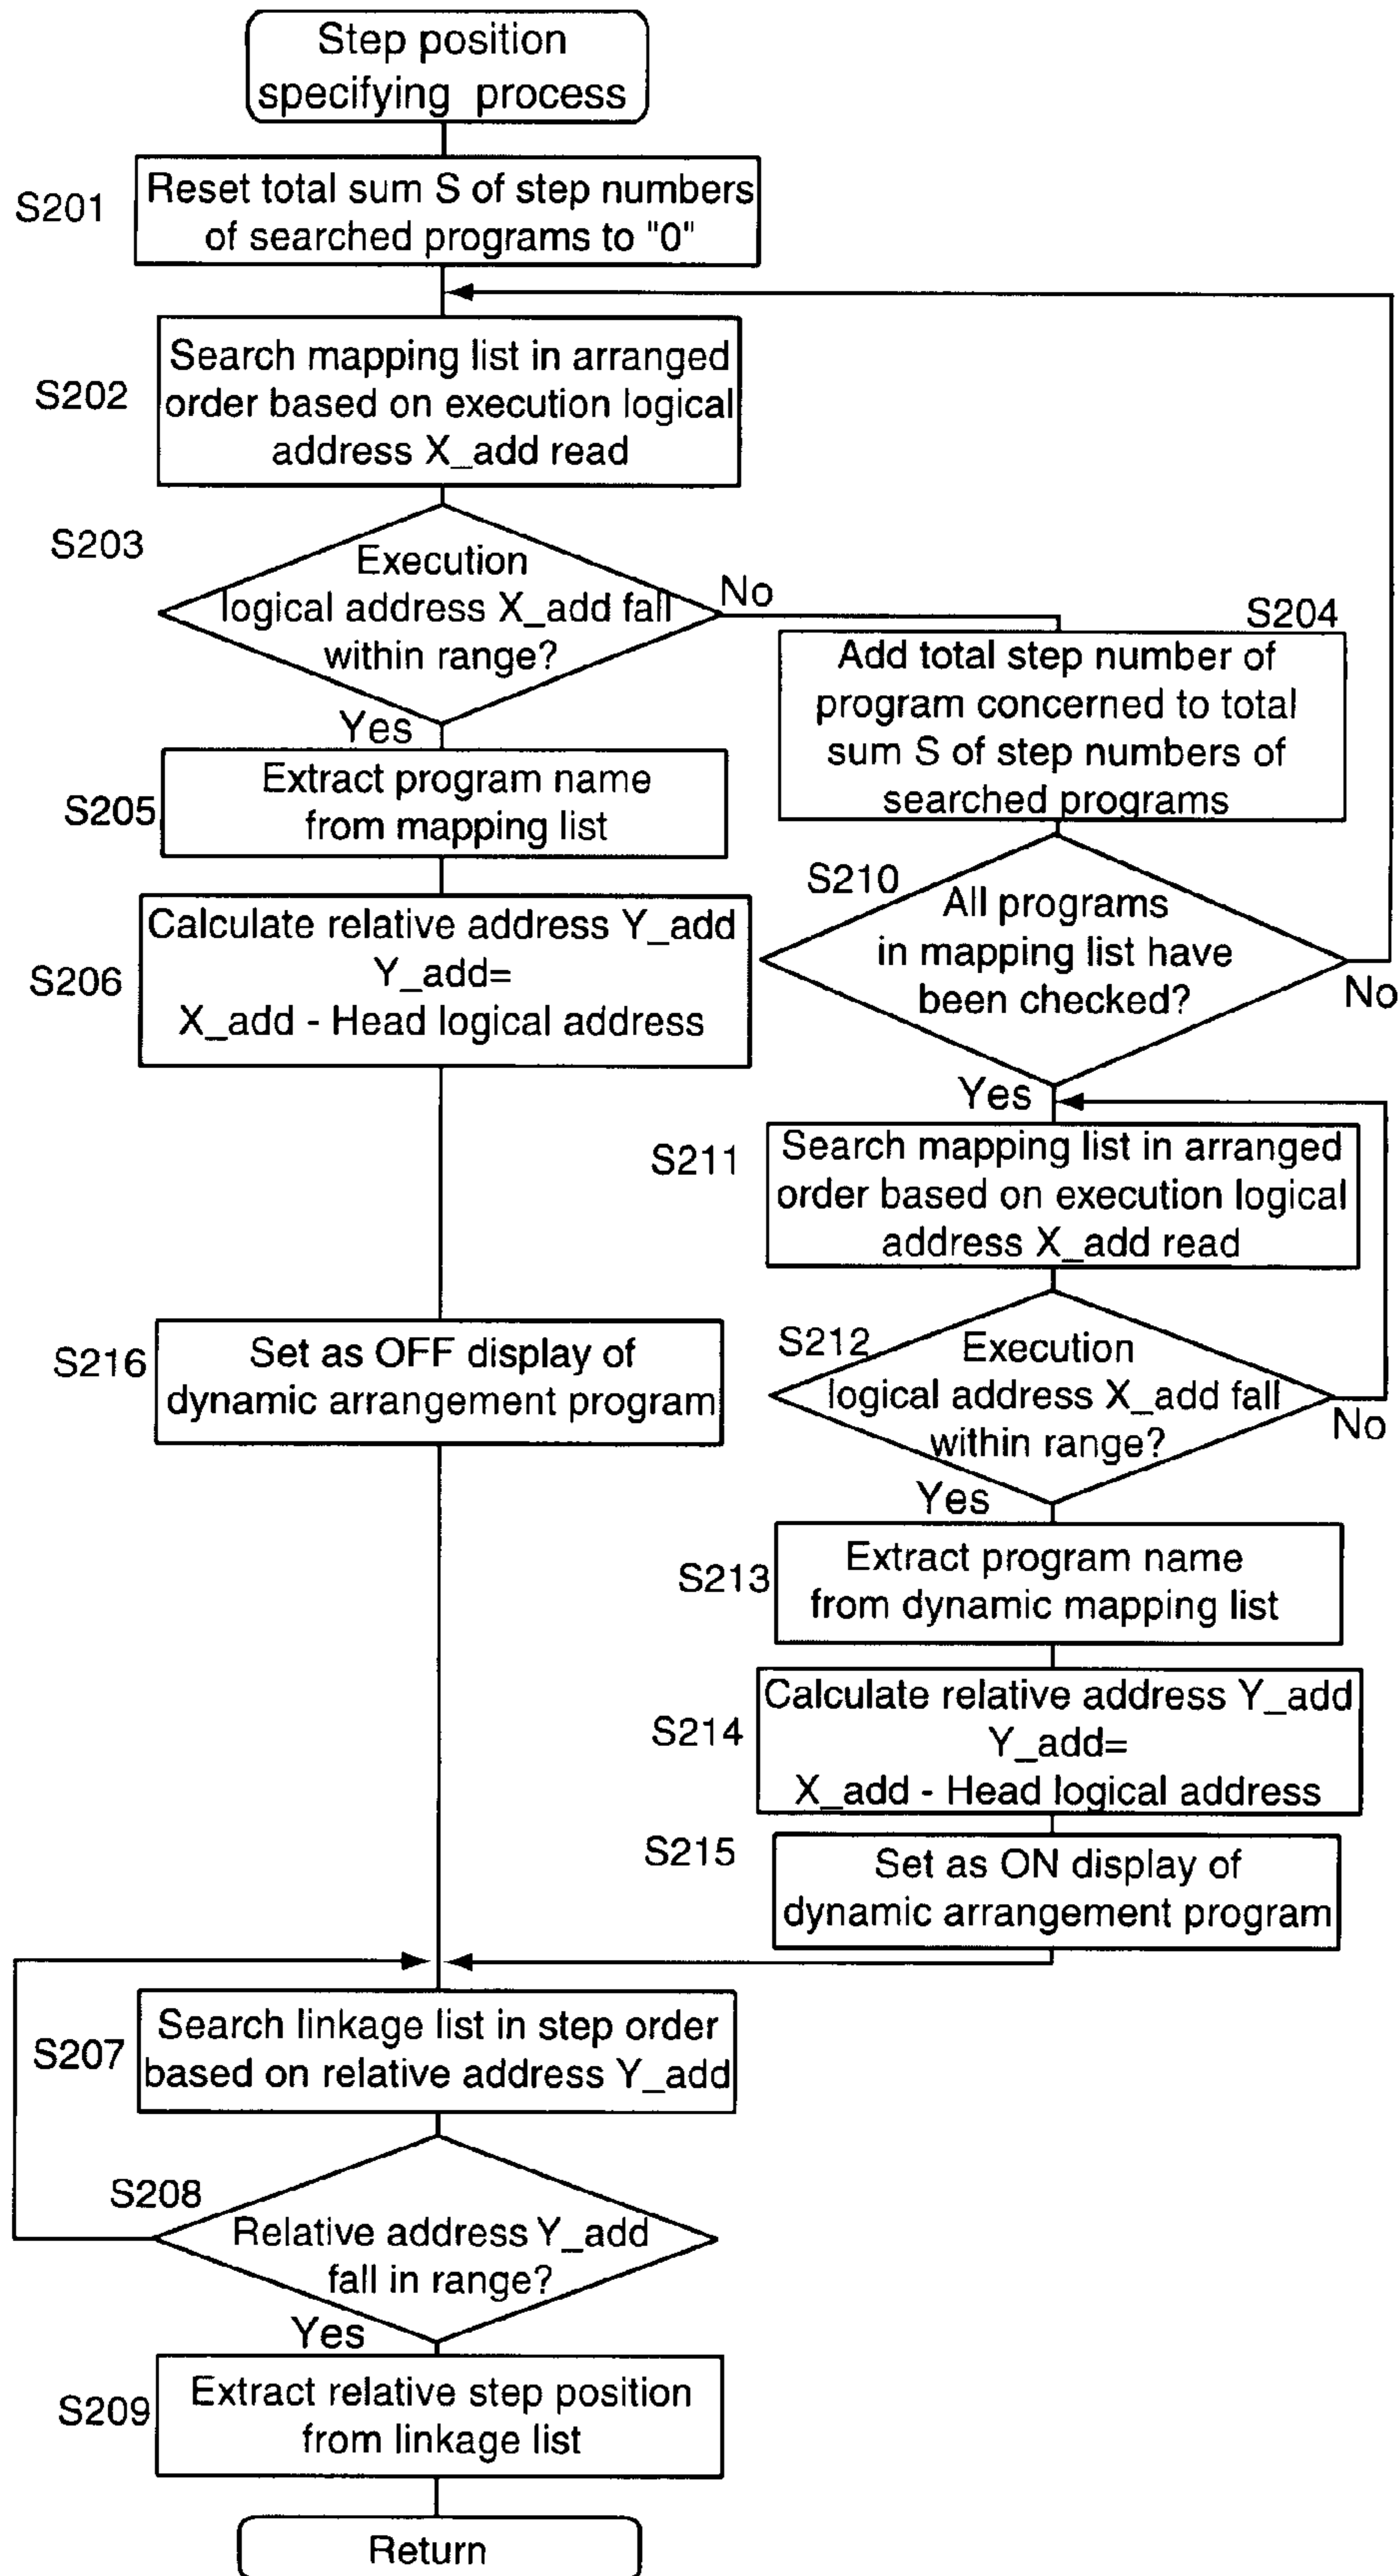 Step position
specifying process
S201
Reset total sum S of step numbers
of searched programs to "0"
S202
Search mapping list in arranged
order based on execution logical
address X_add read
S203
Execution
logical address X_add fall
within range?
No
Yes
S204
Add total step number of
program concerned to total
sum S of step numbers of
searched programs
S205
Extract program name
from mapping list
S206
Calculate relative address Y_add
Y_add=
X_add - Head logical address
S210
All programs
in mapping list have
been checked?
No
Yes
S211
Search mapping list in arranged
order based on execution logical
address X_add read
S216
Set as OFF display of
dynamic arrangement program
S212
Execution
logical address X_add fall
within range?
No
Yes
S213
Extract program name
from dynamic mapping list
S214
Calculate relative address Y_add
Y_add=
X_add - Head logical address
S215
Set as ON display of
dynamic arrangement program
S207
Search linkage list in step order
based on relative address Y_add
S208
Relative address Y_add
fall in range?
Yes
S209
Extract relative step position
from linkage list
Return